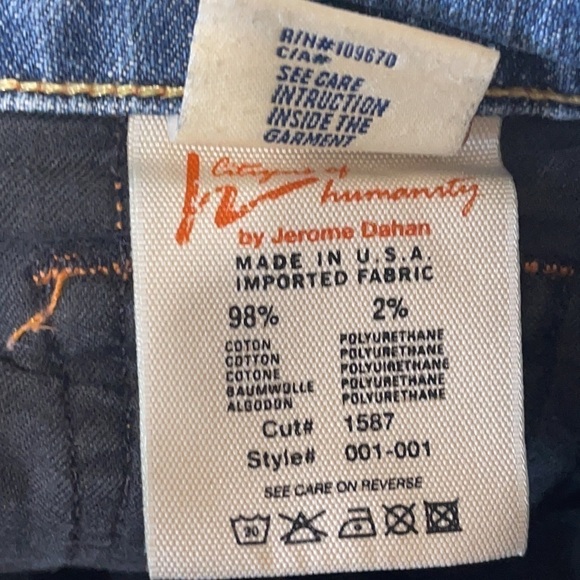 R/N#109670
C/A#
SEE CARE
INTRUCTION
INSIDE THE
GARMENT
Citizens of
humanity
by Jerome Dahan
MADE IN U.S.A.
IMPORTED FABRIC
98% 2%
COTON POLYURETHANE
COTTON POLYURETHANE
COTONE POLYURETHANE
BAUMWOLLE POLYURETHANE
ALGODON POLYURETHANE
Cut# 1587
Style# 001-001
SEE CARE ON REVERSE
30